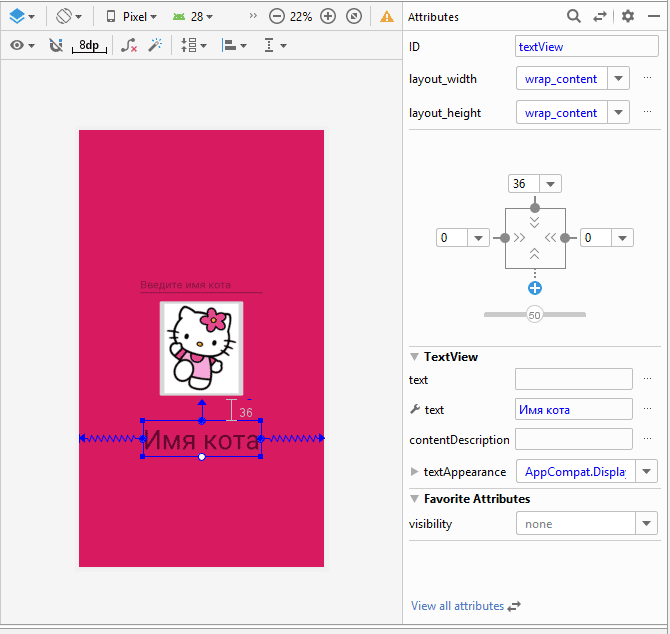 Pixel
28
22%
8dp
Введите имя кота
36
Имя кота
Attributes
ID
textView
layout_width
wrap_content
...
layout_height
wrap_content
...
36
0
0
50
TextView
text
...
text
Имя кота
...
contentDescription
...
textAppearance
AppCompat.Display
Favorite Attributes
visibility
none
View all attributes